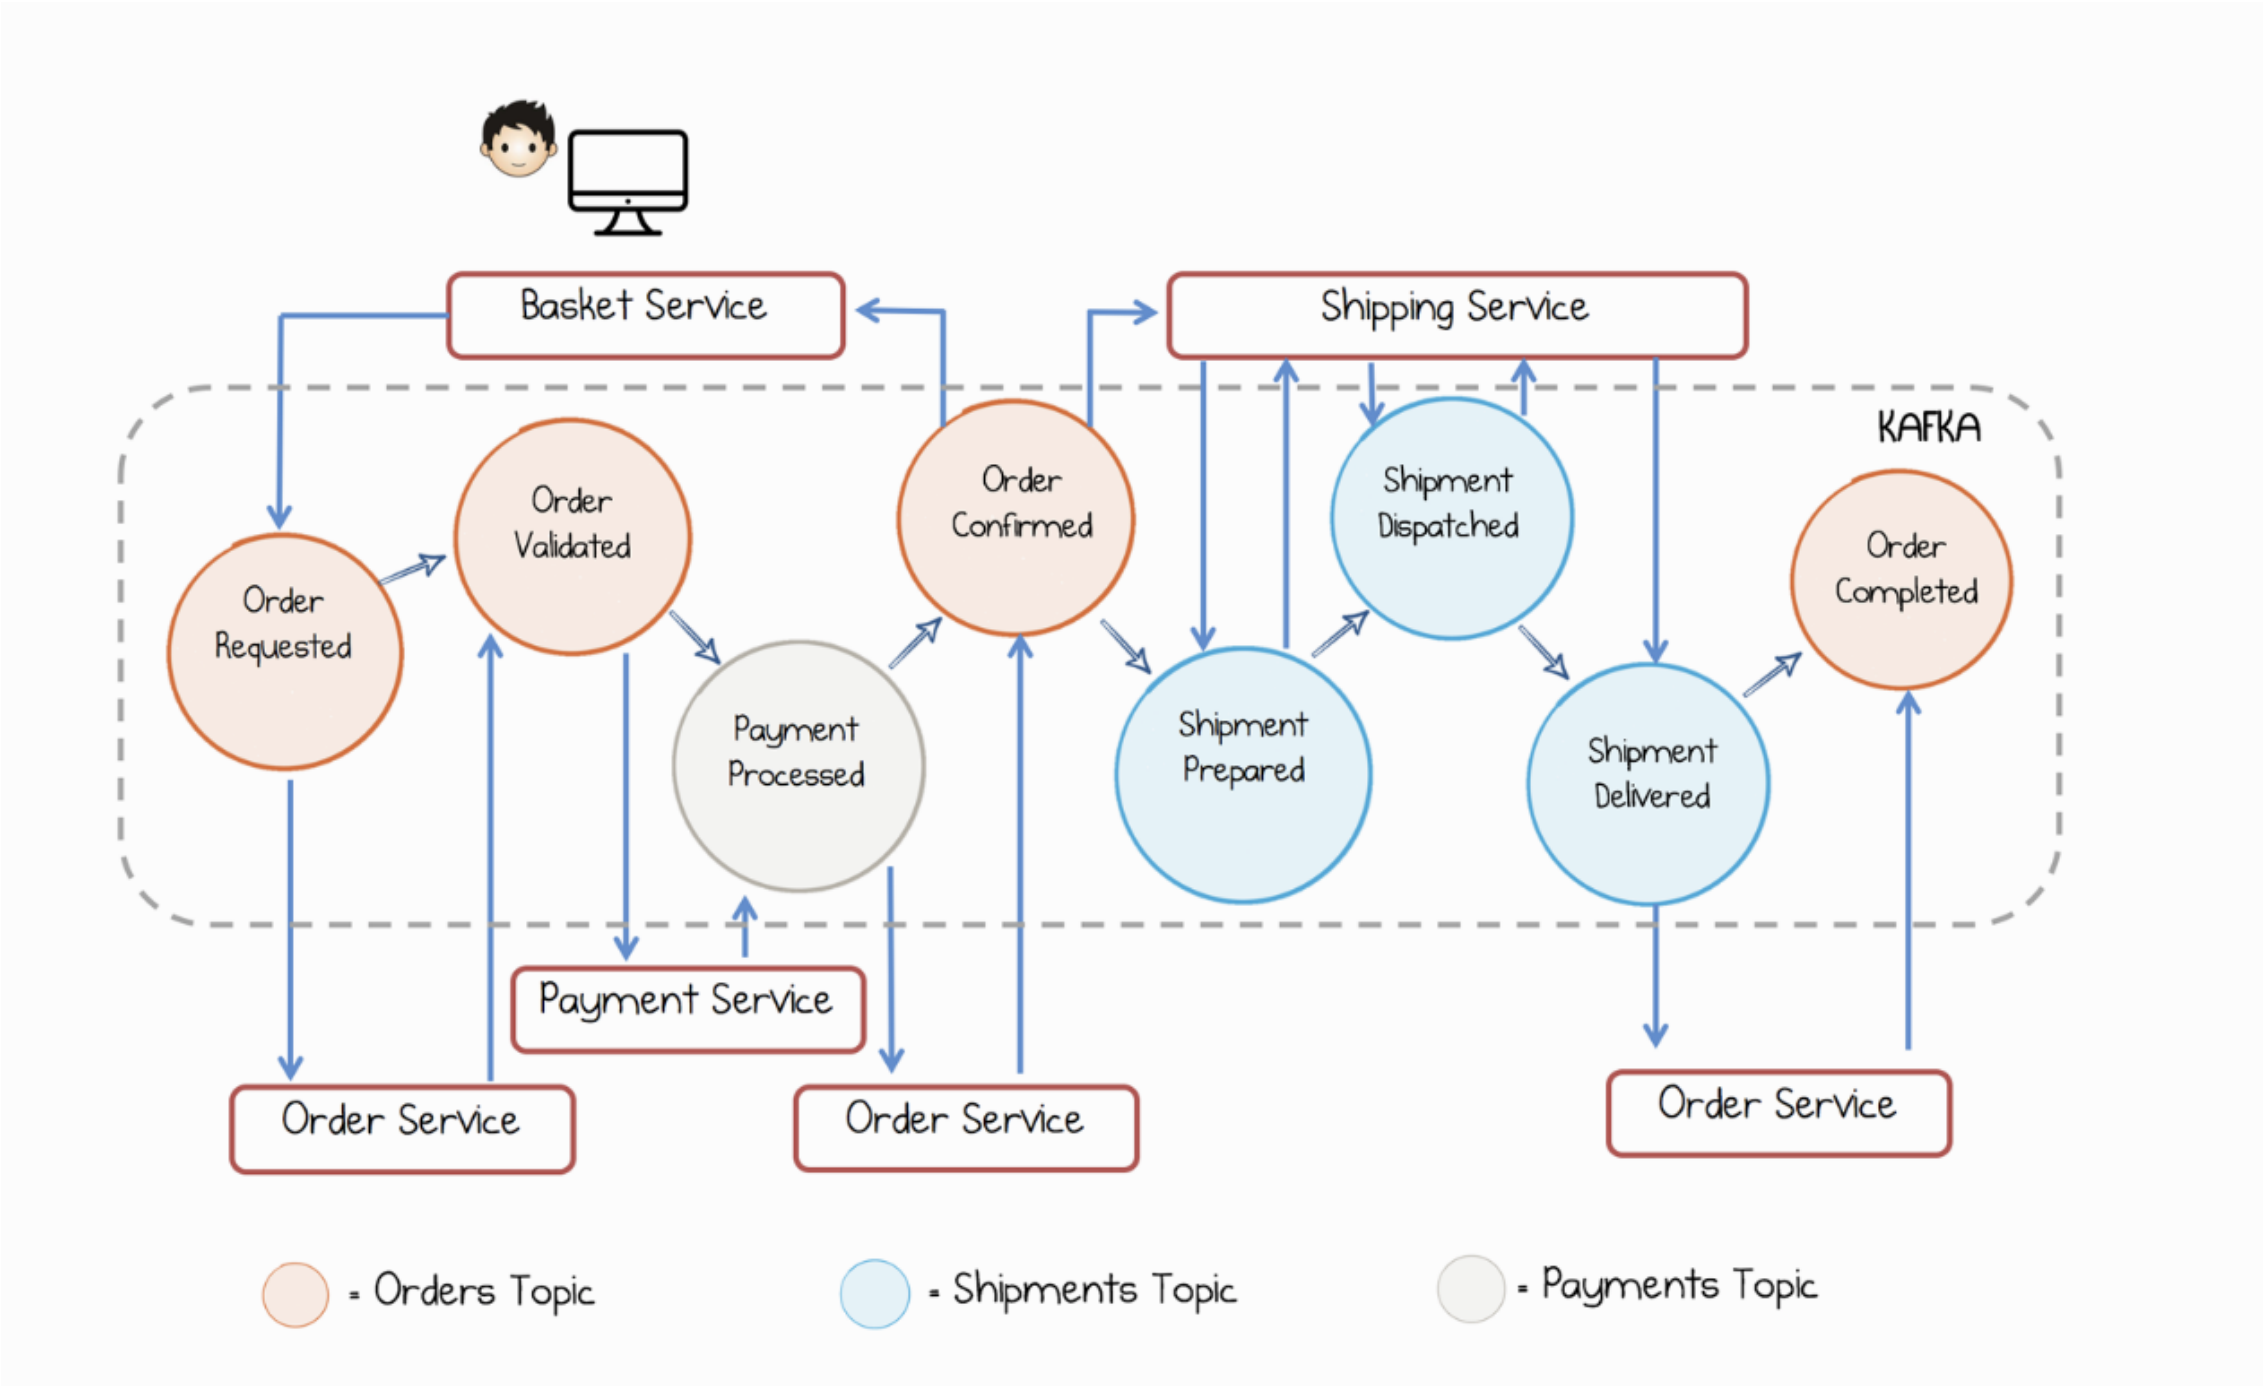 Basket Service
Shipping Service
KAFKA
Order
Requested
Order
Validated
Payment
Processed
Order
Confirmed
Shipment
Prepared
Shipment
Dispatched
Shipment
Delivered
Order
Completed
Payment Service
Order Service
Order Service
Order Service
= Orders Topic
= Shipments Topic
= Payments Topic